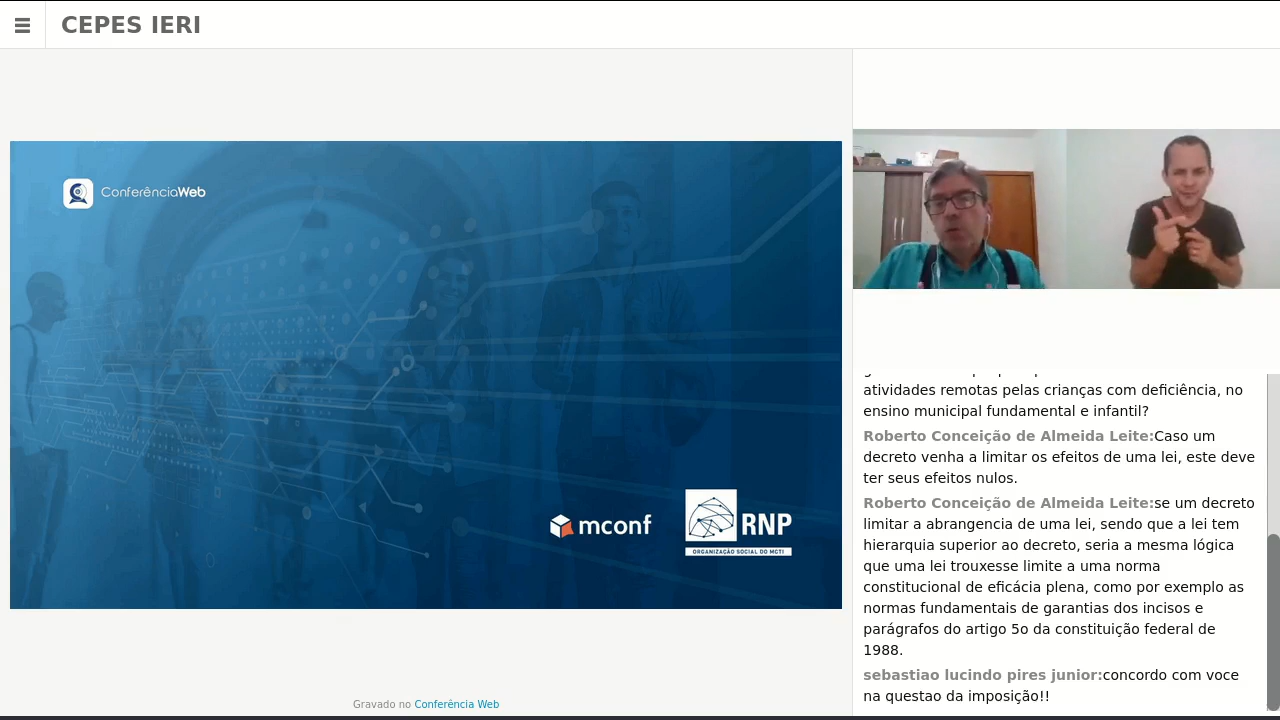 CEPES IERI
ConferênciaWeb
mconf
RNP
ORGANIZAÇÃO SOCIAL DO MCTI
Gravado no Conferência Web
atividades remotas pelas crianças com deficiência, no
ensino municipal fundamental e infantil?
Roberto Conceição de Almeida Leite:Caso um
decreto venha a limitar os efeitos de uma lei, este deve
ter seus efeitos nulos.
Roberto Conceição de Almeida Leite:se um decreto
limitar a abrangencia de uma lei, sendo que a lei tem
hierarquia superior ao decreto, seria a mesma lógica
que uma lei trouxesse limite a uma norma
constitucional de eficácia plena, como por exemplo as
normas fundamentais de garantias dos incisos e
parágrafos do artigo 5o da constituição federal de
1988.
sebastiao lucindo pires junior:concordo com voce
na questao da imposição!!